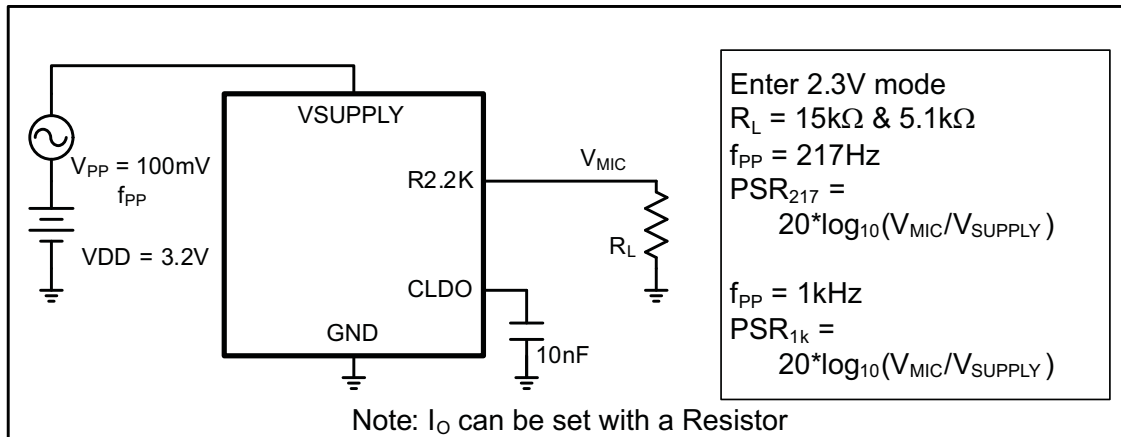 VSUPPLY
V_PP = 100mV
f_PP
VDD = 3.2V
R2.2K
V_MIC
R_L
CLDO
10nF
GND
Enter 2.3V mode
R_L = 15kΩ & 5.1kΩ
f_PP = 217Hz
PSR_217 =
20*log_10(V_MIC/V_SUPPLY)
f_PP = 1kHz
PSR_1k =
20*log_10(V_MIC/V_SUPPLY)
Note: I_O can be set with a Resistor